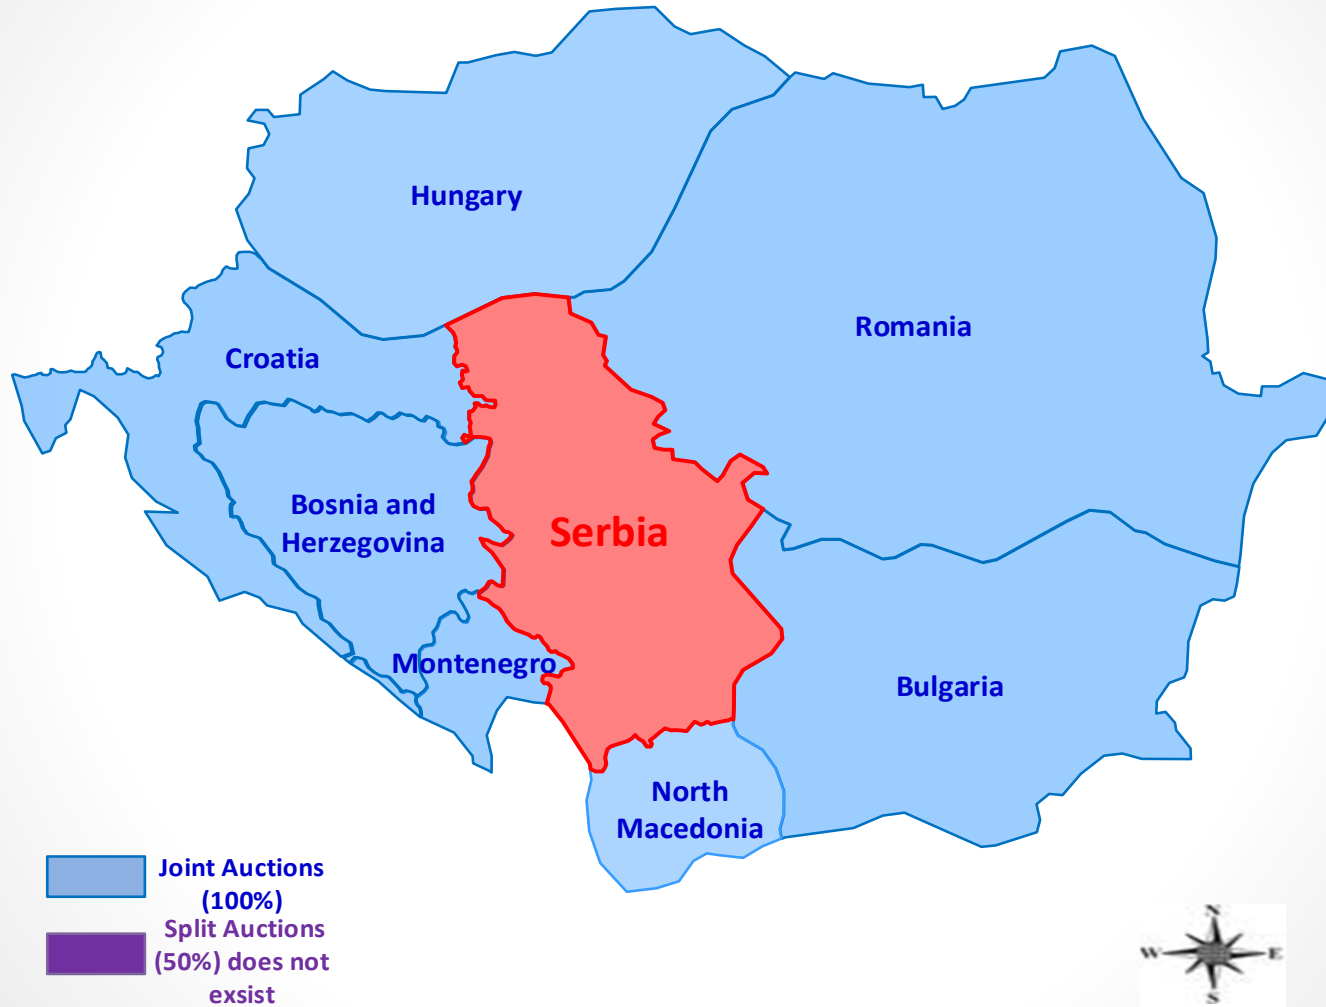 Hungary
Romania
Croatia
Bosnia and
Herzegovina
Serbia
Montenegro
Bulgaria
North
Macedonia
Joint Auctions
(100%)
Split Auctions
(50%) does not
exsist
N
W
E
S